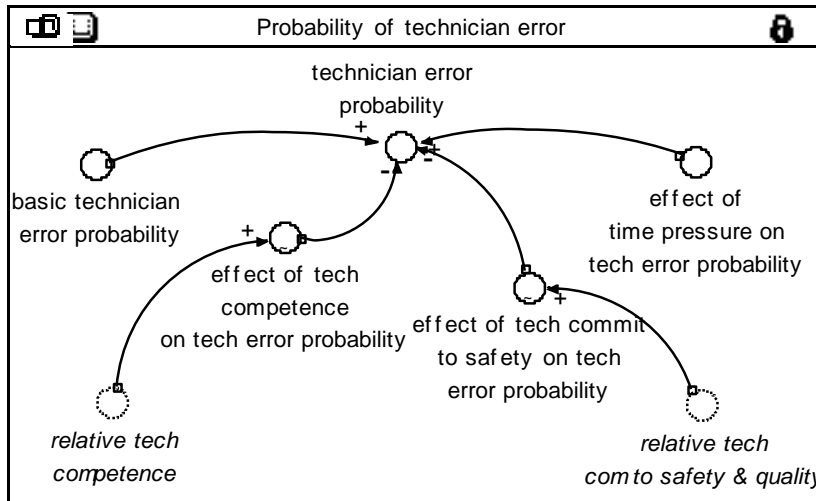 Probability of technician error
technician error
probability
+
+
-
-
basic technician
error probability
effect of
time pressure on
tech error probability
+
effect of tech
competence
on tech error probability
~
~
+
effect of tech commit
to safety on tech
error probability
relative tech
competence
relative tech
com to safety & quality